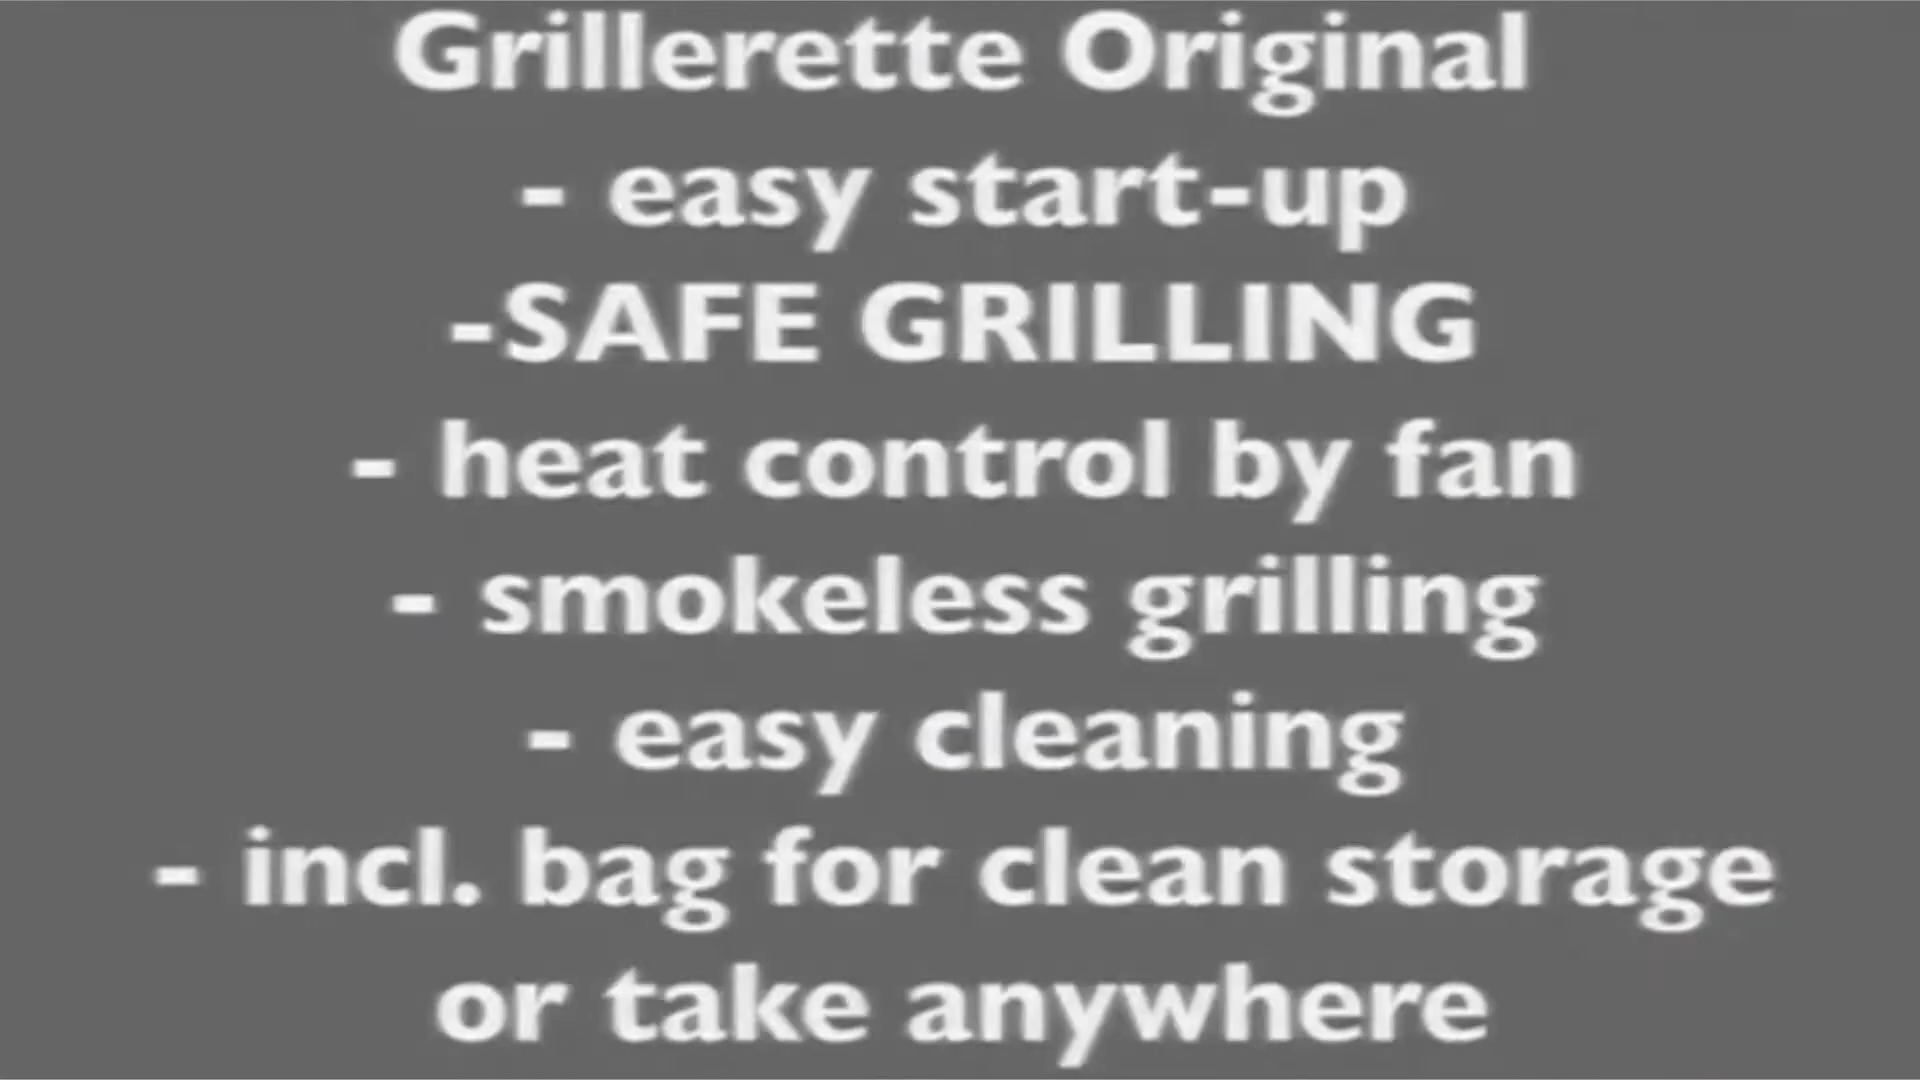 Grillerette Original
- easy start-up
-SAFE GRILLING
- heat control by fan
- smokeless grilling
- easy cleaning
- incl. bag for clean storage
or take anywhere